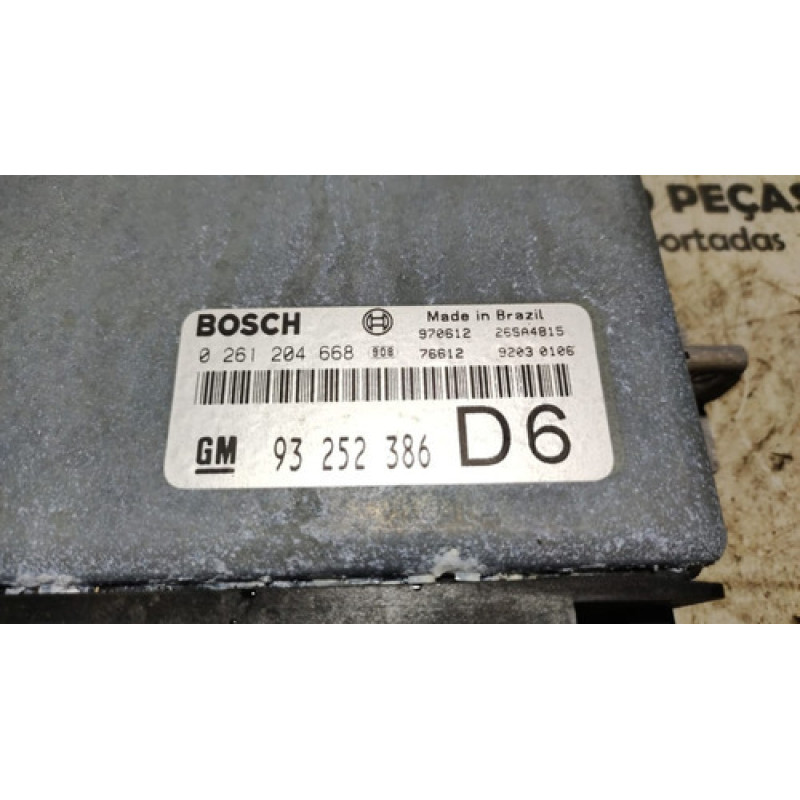 PEÇAS
ortadas
BOSCH Made in Brazil
970612 26SA4815
0 261 204 668 908 76612 9203 0106
GM 93 252 386 D6